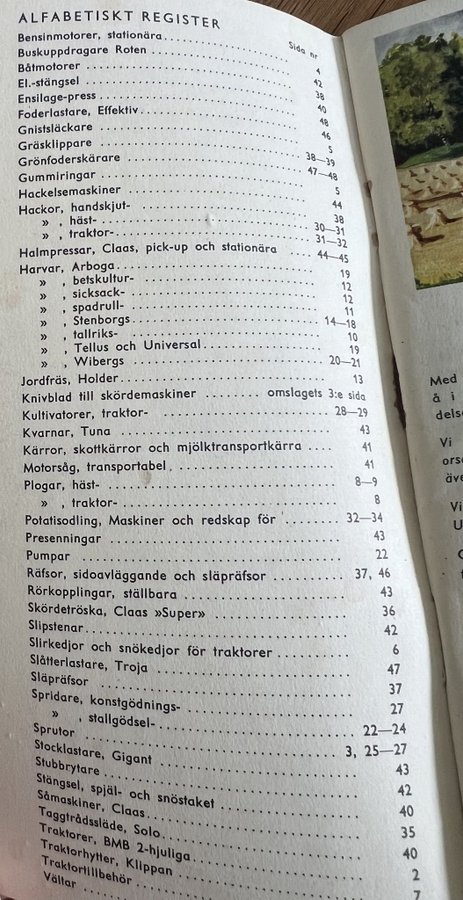 ALFABETISKT REGISTER
Sida nr
Bensinmotorer, stationära 4
Buskuppdragare Roten 42
Båtmotorer 38
El.-stängsel 40
Ensilage-press 48
Foderlastare, Effektiv 46
Gnistsläckare 5
Gräsklippare 38—39
Grönfoderskärare 47—48
Gummiringar 5
Hackelsemaskiner 44
Hackor, handskjut- 38
» , häst- 30—31
» , traktor- 31—32
Halmpressar, Claas, pick-up och stationära 44—45
Harvar, Arboga 19
» , betskultur- 12
» , sicksack- 12
» , spadrull- 11
» , Stenborgs 14—18
» , tallriks- 10
» , Tellus och Universal 19
» , Wibergs 20—21
Jordfräs, Holder 13
Knivblad till skördemaskiner omslagets 3:e sida
Kultivatorer, traktor- 28—29
Kvarnar, Tuna 43
Kärror, skottkärror och mjölktransportkärra 41
Motorsåg, transportabel 41
Plogar, häst- 8—9
» , traktor- 8
Potatisodling, Maskiner och redskap för 32—34
Presenningar 43
Pumpar 22
Räfsor, sidoavläggande och släpräfsor 37, 46
Rörkopplingar, ställbara 43
Skördetröska, Claas »Super» 36
Slipstenar 42
Slirkedjor och snökedjor för traktorer 6
Slåtterlastare, Troja 47
Släpräfsor 37
Spridare, konstgödnings- 27
» , stallgödsel- 22—24
Sprutor 3, 25—27
Stocklastare, Gigant 43
Stubbrytare 42
Stängsel, spjäl- och snöstaket 40
Såmaskiner, Claas 35
Taggtrådssläde, Solo 40
Traktorer, BMB 2-hjuliga 2
Traktorhytter, Klippan 7
Traktortillbehör
Vältar
Med
å i
delse
Vi
orsa
äve
Vi